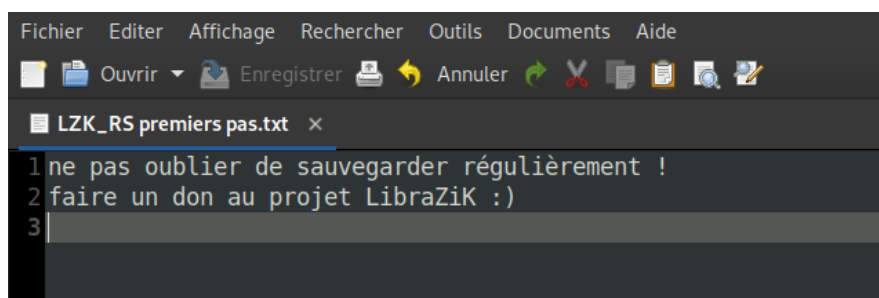 Fichier Editer Affichage Rechercher Outils Documents Aide
Ouvrir Enregistrer Annuler
LZK_RS premiers pas.txt ×
1 ne pas oublier de sauvegarder régulièrement !
2 faire un don au projet LibraZiK :)
3